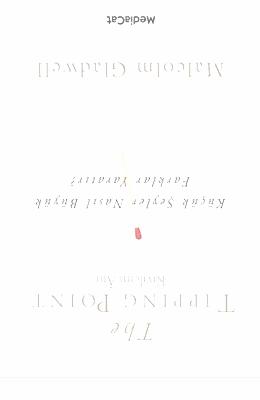 The
TIPPING POINT
Kıvılcım Anı
Küçük Şeyler Nasıl Büyük
Farklar Yaratır?
Malcolm Gladwell
MediaCat